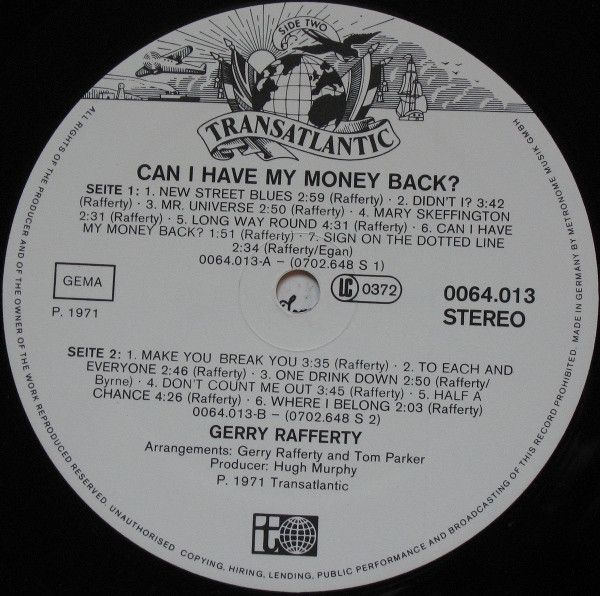 SIDE TWO
TRANSATLANTIC
CAN I HAVE MY MONEY BACK?
SEITE 1: 1. NEW STREET BLUES 2:59 (Rafferty) · 2. DIDN'T I? 3:42
(Rafferty) · 3. MR. UNIVERSE 2:50 (Rafferty) · 4. MARY SKEFFINGTON
2:31 (Rafferty) · 5. LONG WAY ROUND 4:31 (Rafferty) · 6. CAN I HAVE
MY MONEY BACK? 1:51 (Rafferty) · 7. SIGN ON THE DOTTED LINE
2:34 (Rafferty/Egan)
0064.013-A – (0702.648 S 1)
GEMA
P. 1971
LC 0372
0064.013
STEREO
SEITE 2: 1. MAKE YOU BREAK YOU 3:35 (Rafferty) · 2. TO EACH AND
EVERYONE 2:46 (Rafferty) · 3. ONE DRINK DOWN 2:50 (Rafferty/
Byrne) · 4. DON'T COUNT ME OUT 3:45 (Rafferty) · 5. HALF A
CHANCE 4:26 (Rafferty) · 6. WHERE I BELONG 2:03 (Rafferty)
0064.013-B – (0702.648 S 2)
GERRY RAFFERTY
Arrangements: Gerry Rafferty and Tom Parker
Producer: Hugh Murphy
P. 1971 Transatlantic
it
ALL RIGHTS OF THE PRODUCER AND OF THE OWNER OF THE WORK REPRODUCED RESERVED. UNAUTHORISED COPYING, HIRING, LENDING, PUBLIC PERFORMANCE AND BROADCASTING OF THIS RECORD PROHIBITED. MADE IN GERMANY BY METRONOME MUSIK GMBH